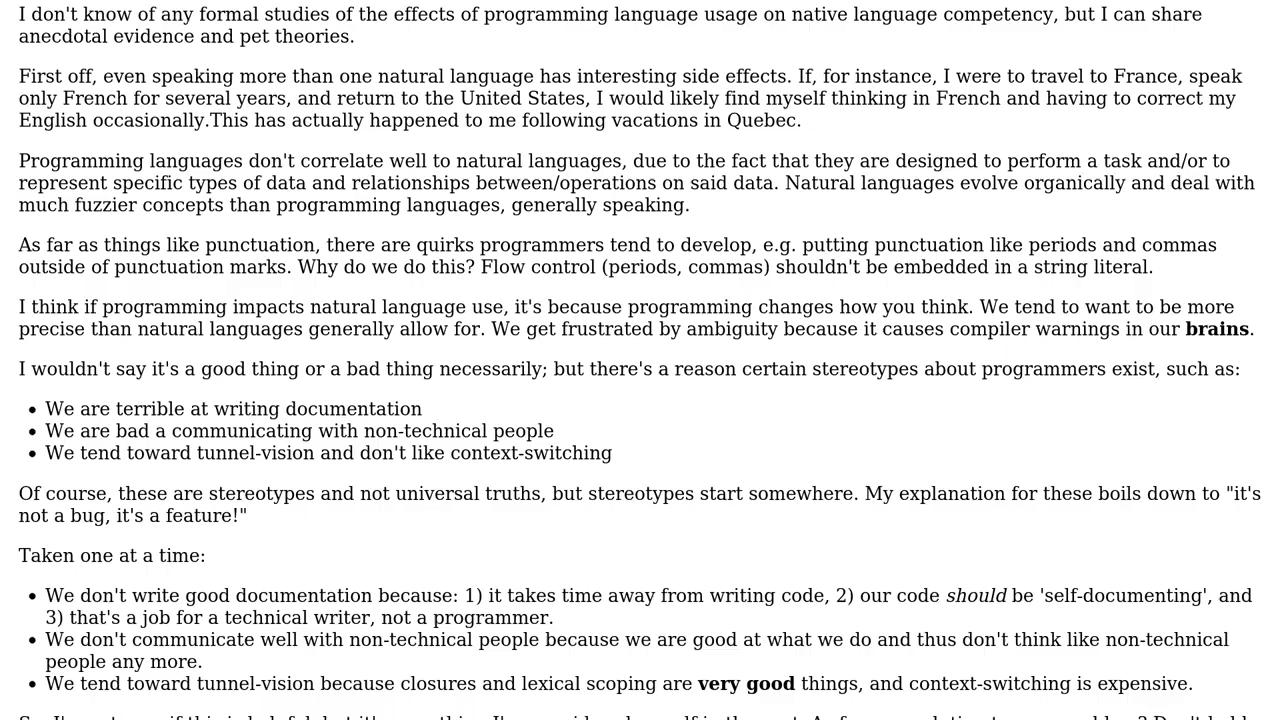 I don't know of any formal studies of the effects of programming language usage on native language competency, but I can share
anecdotal evidence and pet theories.
First off, even speaking more than one natural language has interesting side effects. If, for instance, I were to travel to France, speak
only French for several years, and return to the United States, I would likely find myself thinking in French and having to correct my
English occasionally.This has actually happened to me following vacations in Quebec.
Programming languages don't correlate well to natural languages, due to the fact that they are designed to perform a task and/or to
represent specific types of data and relationships between/operations on said data. Natural languages evolve organically and deal with
much fuzzier concepts than programming languages, generally speaking.
As far as things like punctuation, there are quirks programmers tend to develop, e.g. putting punctuation like periods and commas
outside of punctuation marks. Why do we do this? Flow control (periods, commas) shouldn't be embedded in a string literal.
I think if programming impacts natural language use, it's because programming changes how you think. We tend to want to be more
precise than natural languages generally allow for. We get frustrated by ambiguity because it causes compiler warnings in our brains.
I wouldn't say it's a good thing or a bad thing necessarily; but there's a reason certain stereotypes about programmers exist, such as:
• We are terrible at writing documentation
• We are bad a communicating with non-technical people
• We tend toward tunnel-vision and don't like context-switching
Of course, these are stereotypes and not universal truths, but stereotypes start somewhere. My explanation for these boils down to "it's
not a bug, it's a feature!"
Taken one at a time:
• We don't write good documentation because: 1) it takes time away from writing code, 2) our code should be 'self-documenting', and
3) that's a job for a technical writer, not a programmer.
• We don't communicate well with non-technical people because we are good at what we do and thus don't think like non-technical
people any more.
• We tend toward tunnel-vision because closures and lexical scoping are very good things, and context-switching is expensive.